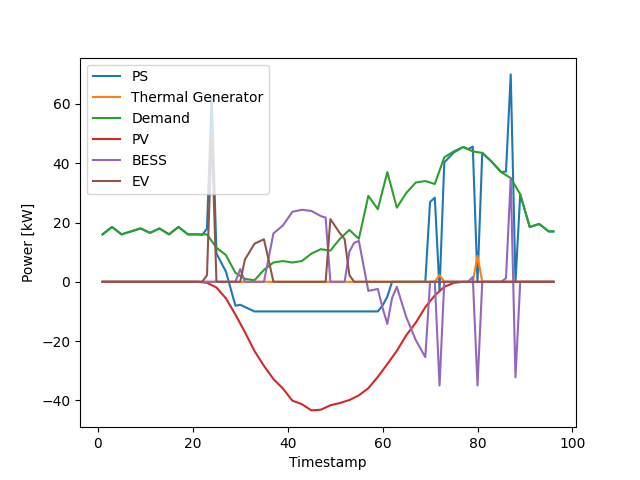 PS
Thermal Generator
Demand
PV
BESS
EV
Power [kW]
60
40
20
0
−20
−40
0 20 40 60 80 100
Timestamp